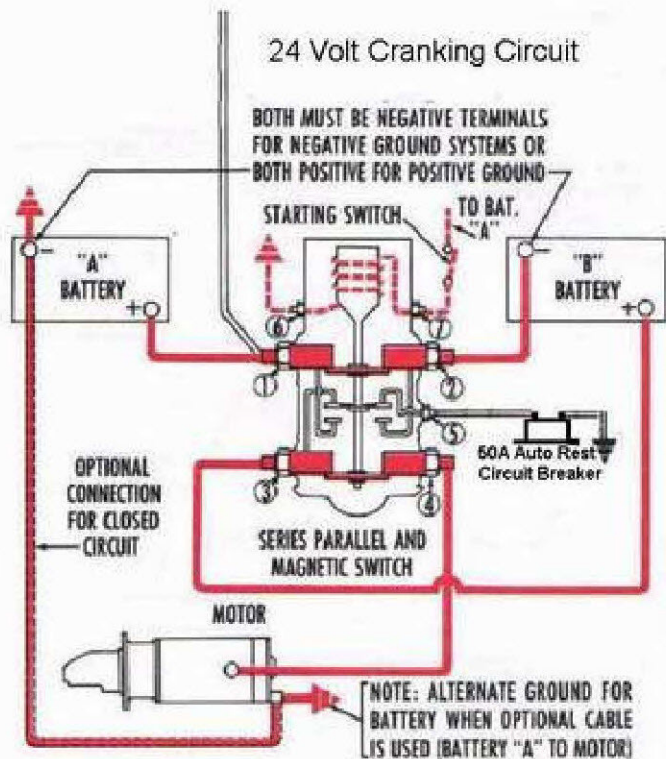 24 Volt Cranking Circuit
BOTH MUST BE NEGATIVE TERMINALS
FOR NEGATIVE GROUND SYSTEMS OR
BOTH POSITIVE FOR POSITIVE GROUND
STARTING SWITCH
TO BAT.
"A"
-
"A"
BATTERY
+
-
"B"
BATTERY
+
6
7
1
2
5
50A Auto Rest
Circuit Breaker
3
4
OPTIONAL
CONNECTION
FOR CLOSED
CIRCUIT
SERIES PARALLEL AND
MAGNETIC SWITCH
MOTOR
NOTE: ALTERNATE GROUND FOR
BATTERY WHEN OPTIONAL CABLE
IS USED (BATTERY "A" TO MOTOR)